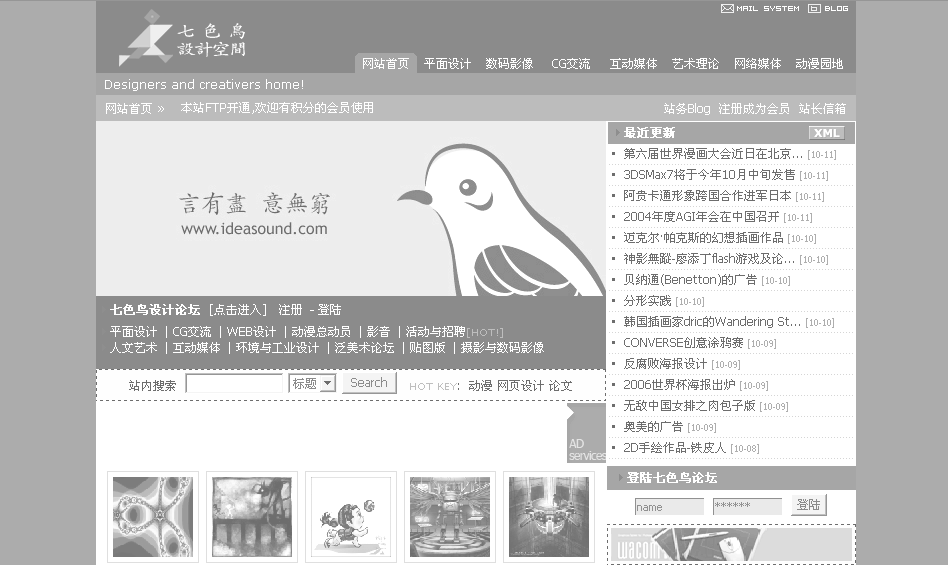 MAIL SYSTEM BLOG
七色鳥
設計空間
网站首页 平面设计 数码影像 CG交流 互动媒体 艺术理论 网络媒体 动漫园地
Designers and creativers home!
网站首页 » 本站FTP开通,欢迎有积分的会员使用 站务Blog 注册成为会员 站长信箱
言有盡 意無窮
www.ideasound.com
七色鸟设计论坛 [点击进入] 注册 - 登陆
平面设计 | CG交流 | WEB设计 | 动漫总动员 | 影音 | 活动与招聘[HOT!]
人文艺术 | 互动媒体 | 环境与工业设计 | 泛美术论坛 | 贴图版 | 摄影与数码影像
站内搜索 标题 Search HOT KEY: 动漫 网页设计 论文
AD
services
最近更新 XML
第六届世界漫画大会近日在北京... [10-11]
3DSMax7将于今年10月中旬发售 [10-11]
阿贵卡通形象跨国合作进军日本 [10-11]
2004年度AGI年会在中国召开 [10-11]
迈克尔·帕克斯的幻想插画作品 [10-10]
神影無蹤-廖添丁flash游戏及论... [10-10]
贝纳通(Benetton)的广告 [10-10]
分形实践 [10-10]
韩国插画家dric的Wandering St... [10-10]
CONVERSE创意涂鸦赛 [10-09]
反腐败海报设计 [10-09]
2006世界杯海报出炉 [10-09]
无敌中国女排之肉包子版 [10-09]
奥美的广告 [10-09]
2D手绘作品-铁皮人 [10-08]
登陆七色鸟论坛
name ****** 登陆
wacom